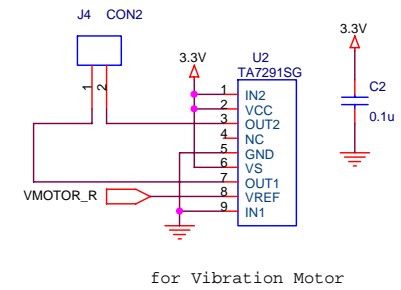 J4 CON2
1
2
3.3V
U2
TA7291SG
1 IN2
2 VCC
3 OUT2
4 NC
5 GND
6 VS
7 OUT1
8 VREF
9 IN1
VMOTOR_R
3.3V
C2
0.1u
for Vibration Motor